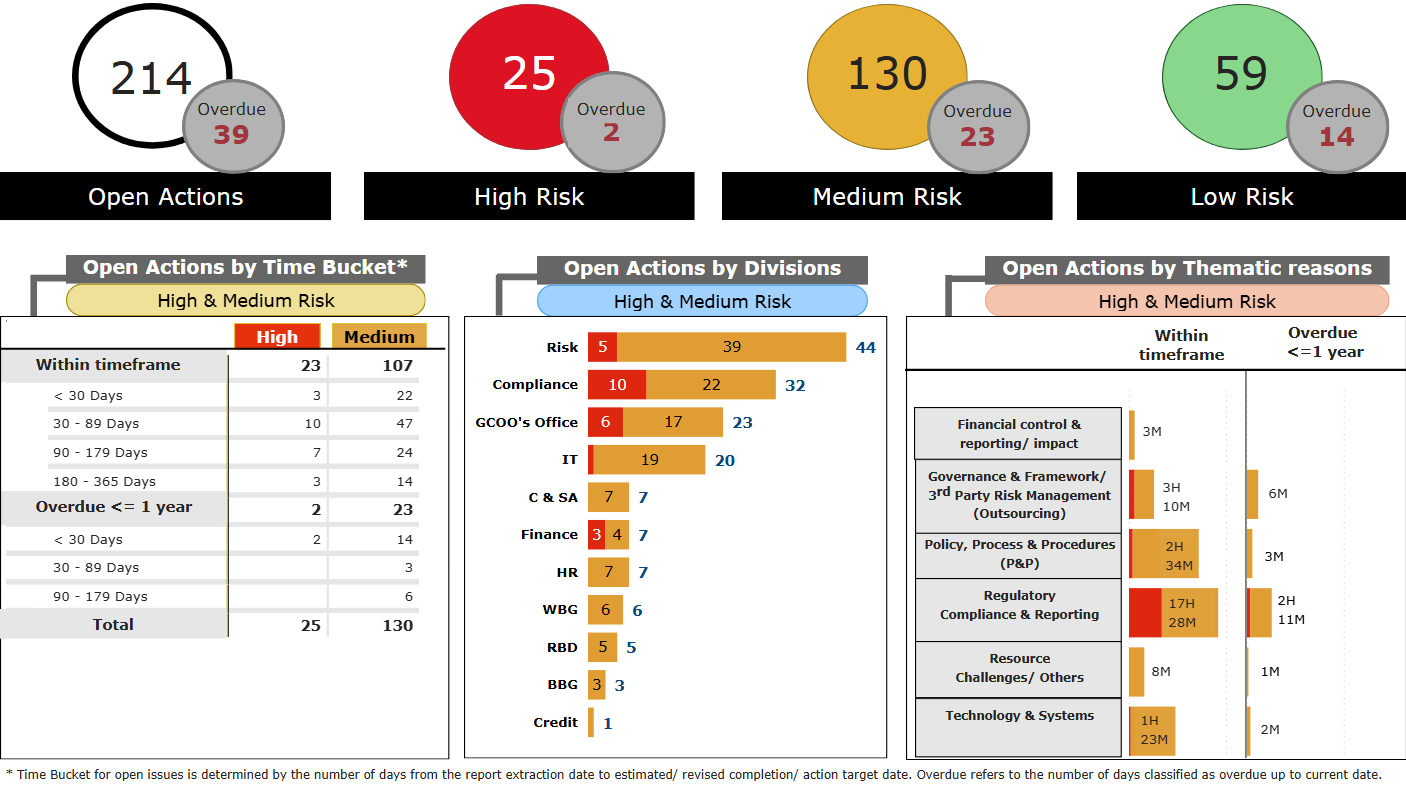 214
Overdue
39
Open Actions
25
Overdue
2
High Risk
130
Overdue
23
Medium Risk
59
Overdue
14
Low Risk
Open Actions by Time Bucket*
High & Medium Risk
High Medium
Within timeframe 23 107
< 30 Days 3 22
30 - 89 Days 10 47
90 - 179 Days 7 24
180 - 365 Days 3 14
Overdue <= 1 year 2 23
< 30 Days 2 14
30 - 89 Days 3
90 - 179 Days 6
Total 25 130
Open Actions by Divisions
High & Medium Risk
Risk 5 39 44
Compliance 10 22 32
GCOO's Office 6 17 23
IT 19 20
C & SA 7 7
Finance 3 4 7
HR 7 7
WBG 6 6
RBD 5 5
BBG 3 3
Credit 1
Open Actions by Thematic reasons
High & Medium Risk
Within
timeframe
Overdue
<=1 year
Financial control &
reporting/ impact
3M
Governance & Framework/
3rd Party Risk Management
(Outsourcing)
3H
10M
6M
Policy, Process & Procedures
(P&P)
2H
34M
3M
Regulatory
Compliance & Reporting
17H
28M
2H
11M
Resource
Challenges/ Others
8M
1M
Technology & Systems
1H
23M
2M
* Time Bucket for open issues is determined by the number of days from the report extraction date to estimated/ revised completion/ action target date. Overdue refers to the number of days classified as overdue up to current date.